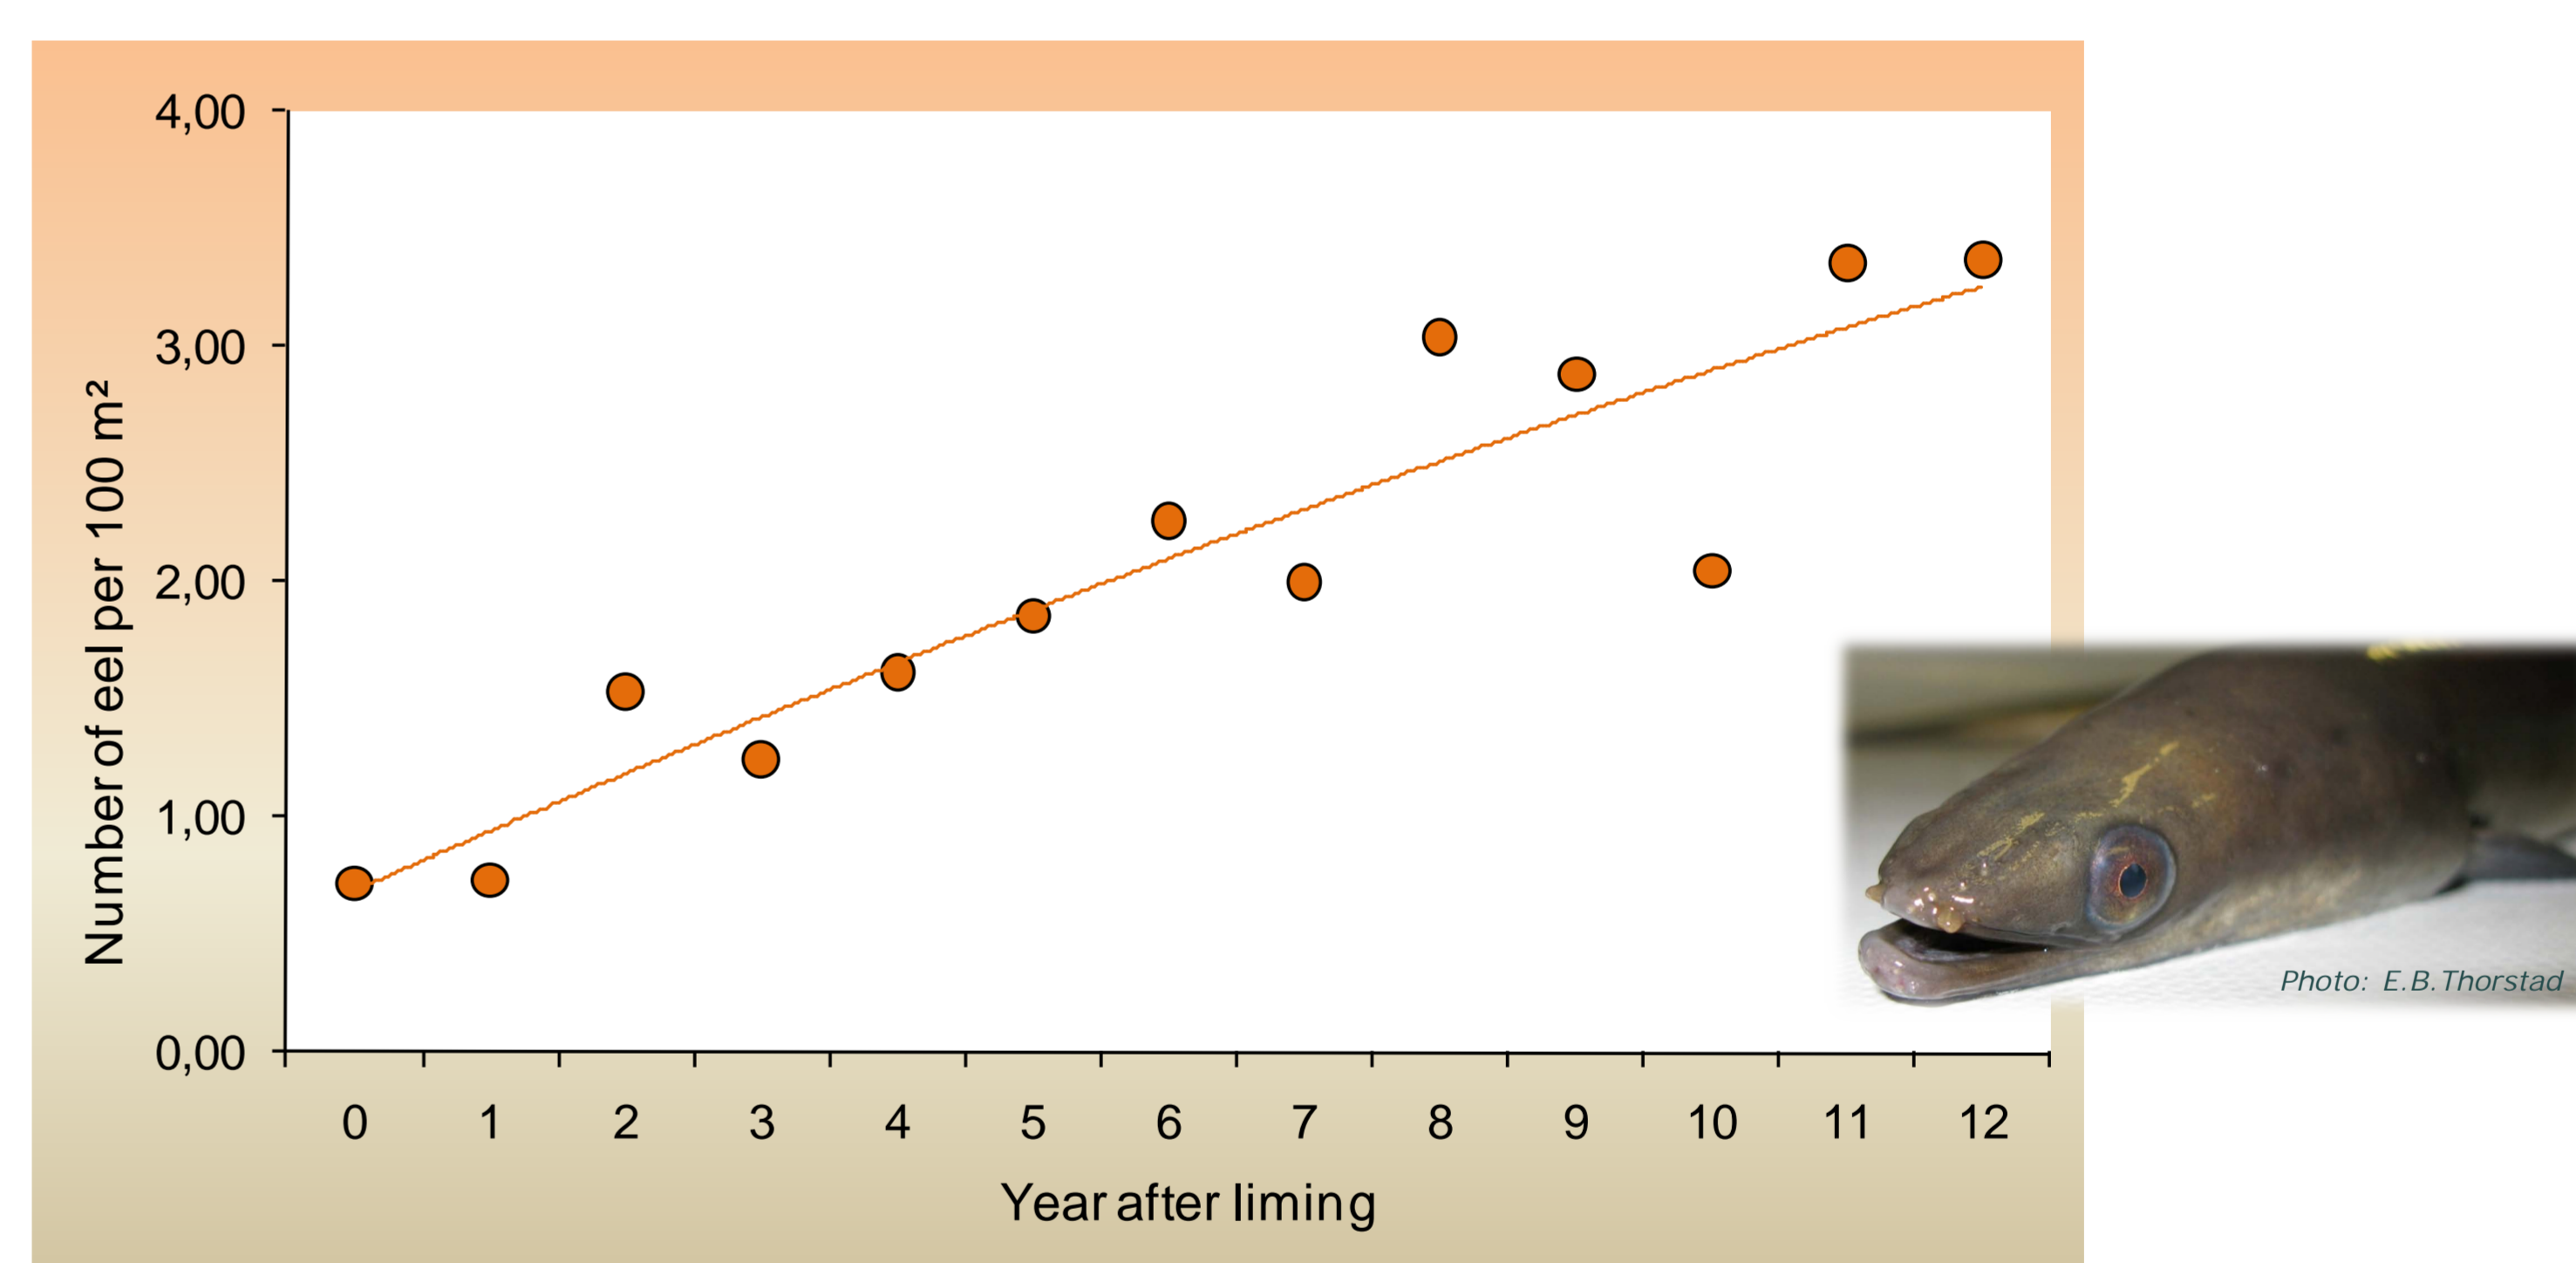 4,00
3,00
2,00
1,00
0,00
Number of eel per 100 m²
0 1 2 3 4 5 6 7 8 9 10 11 12
Year after liming
Photo: E.B.Thorstad